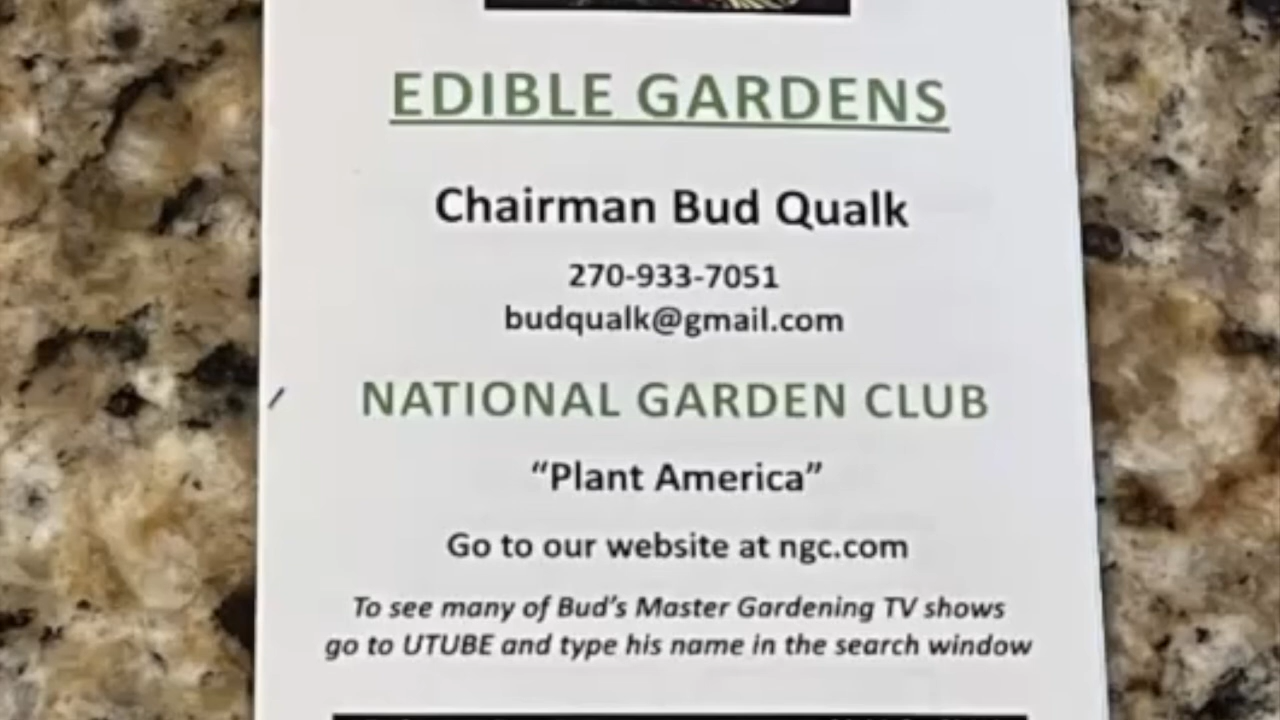 EDIBLE GARDENS
Chairman Bud Qualk
270-933-7051
budqualk@gmail.com
NATIONAL GARDEN CLUB
“Plant America”
Go to our website at ngc.com
To see many of Bud’s Master Gardening TV shows
go to UTUBE and type his name in the search window